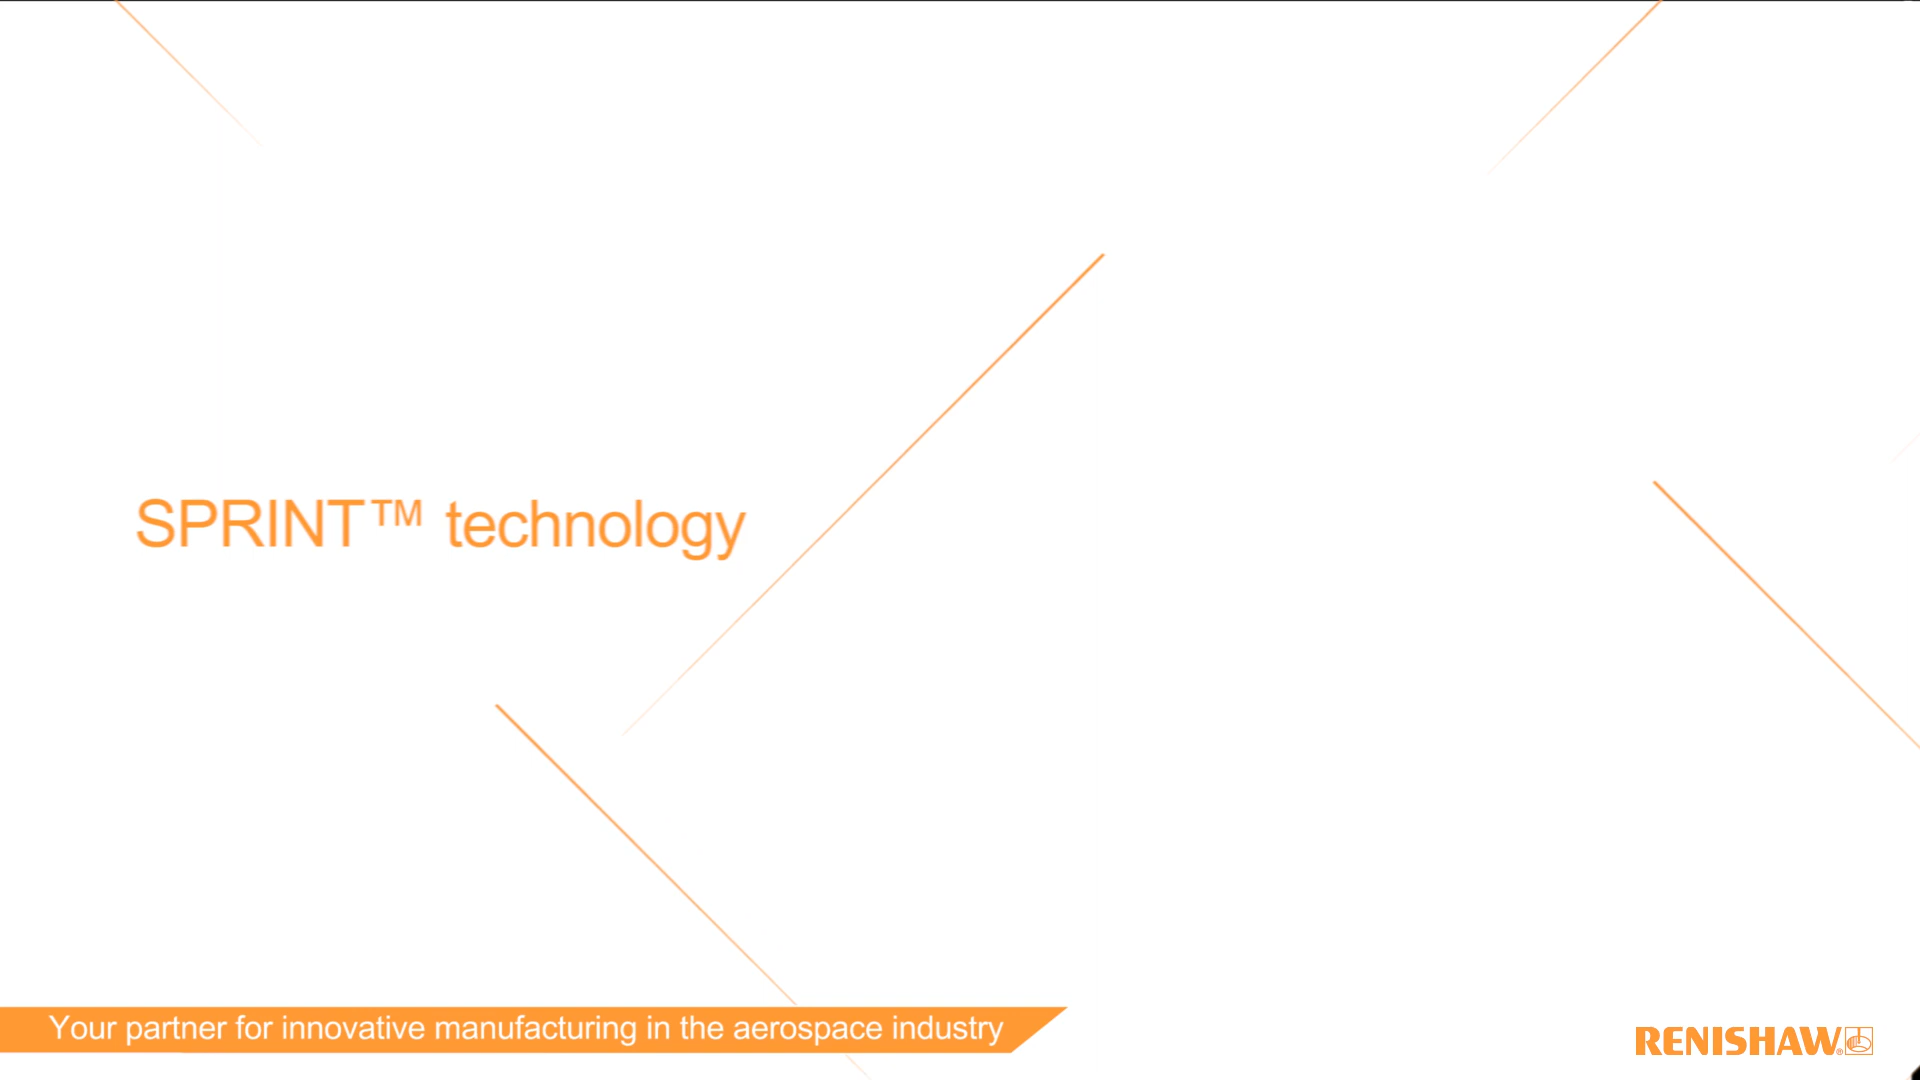 SPRINT™ technology
Your partner for innovative manufacturing in the aerospace industry
RENISHAW®